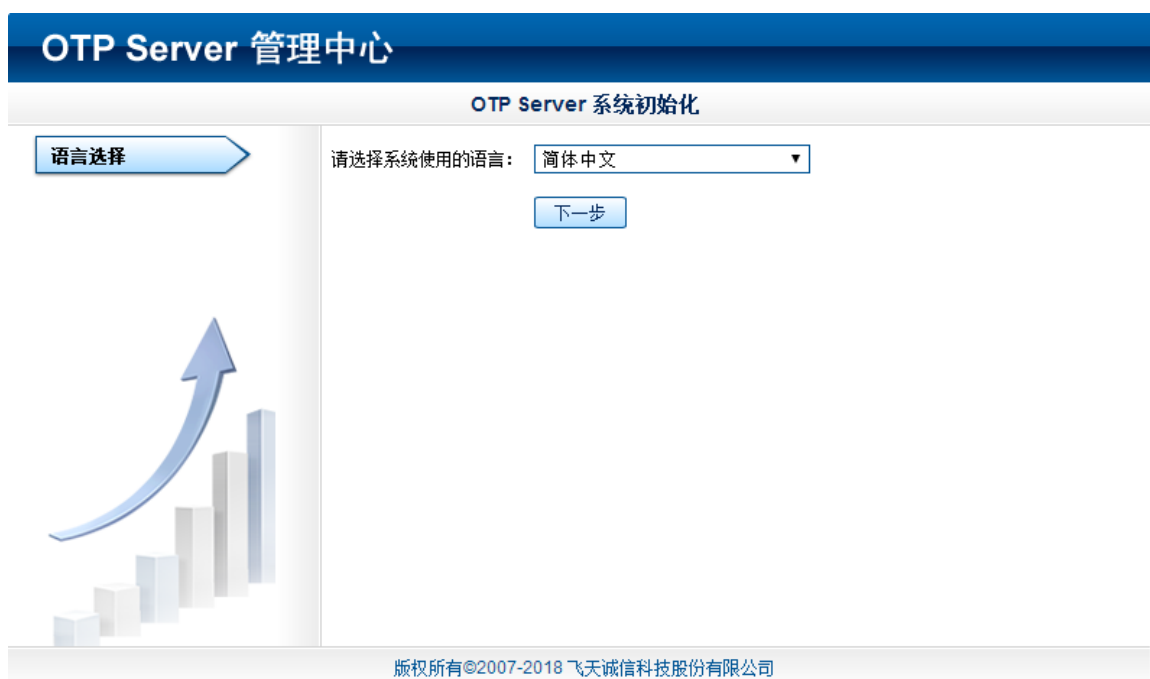 OTP Server 管理中心
OTP Server 系统初始化
语言选择
请选择系统使用的语言： 简体中文
下一步
版权所有©2007-2018 飞天诚信科技股份有限公司